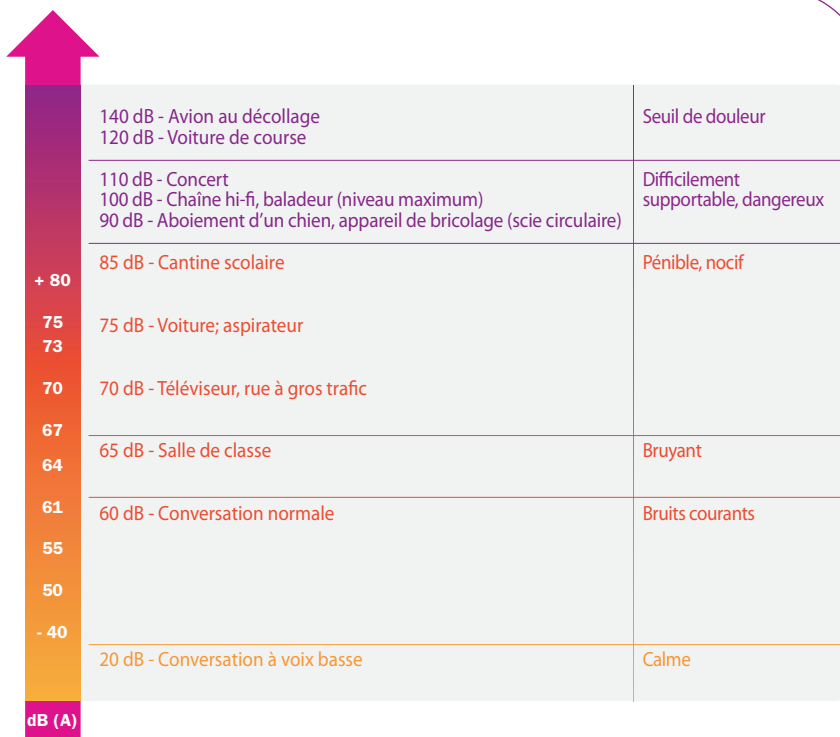 140 dB - Avion au décollage
120 dB - Voiture de course
Seuil de douleur
110 dB - Concert
100 dB - Chaîne hi-fi, baladeur (niveau maximum)
90 dB - Aboiement d'un chien, appareil de bricolage (scie circulaire)
Difficilement
supportable, dangereux
85 dB - Cantine scolaire
Pénible, nocif
+ 80
75
75 dB - Voiture; aspirateur
73
70
70 dB - Téléviseur, rue à gros trafic
67
65 dB - Salle de classe
Bruyant
64
61
60 dB - Conversation normale
Bruits courants
55
50
- 40
20 dB - Conversation à voix basse
Calme
dB (A)